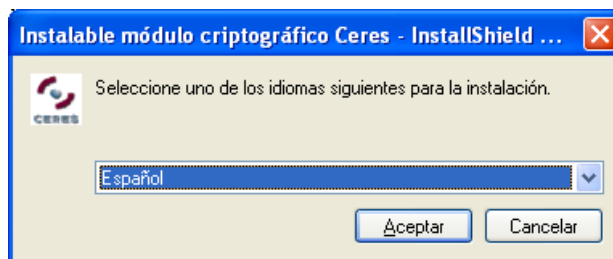 Instalable módulo criptográfico Ceres - InstallShield ...
Seleccione uno de los idiomas siguientes para la instalación.
CERES
Español
Aceptar
Cancelar